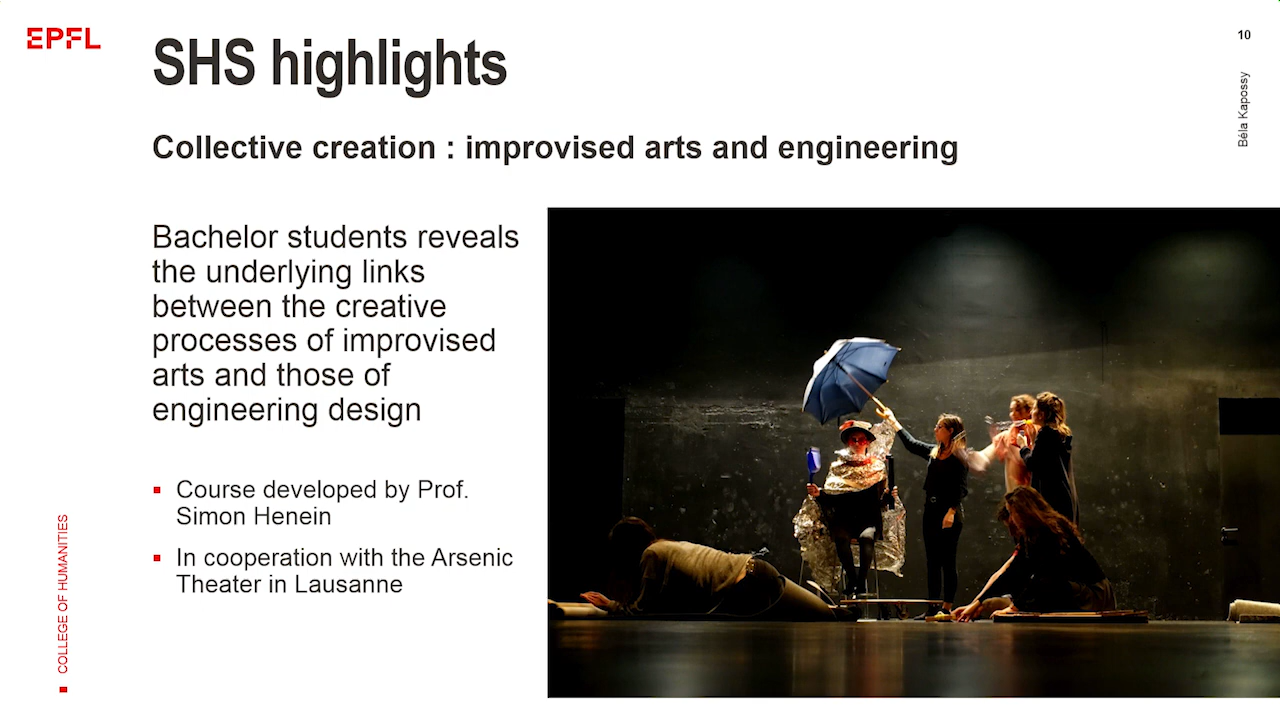 EPFL
SHS highlights
10
Béla Kapossy
Collective creation : improvised arts and engineering
Bachelor students reveals
the underlying links
between the creative
processes of improvised
arts and those of
engineering design
Course developed by Prof.
Simon Henein
In cooperation with the Arsenic
Theater in Lausanne
COLLEGE OF HUMANITIES